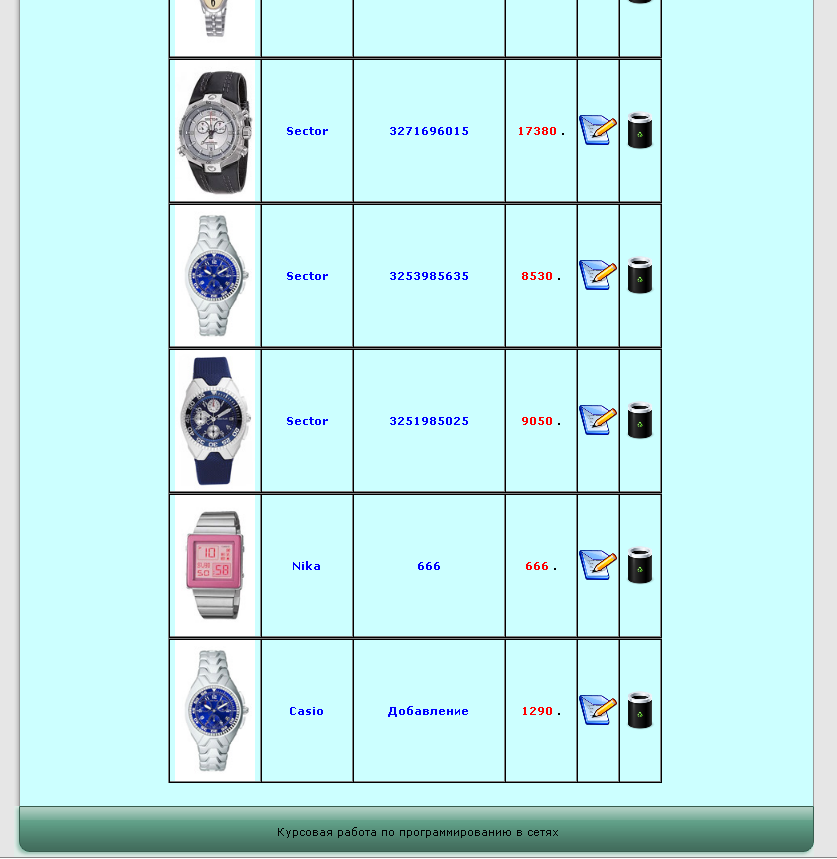 Sector 3271696015 17380 .
Sector 3253985635 8530 .
Sector 3251985025 9050 .
Nika 666 666 .
Casio Добавление 1290 .
Курсовая работа по программированию в сетях